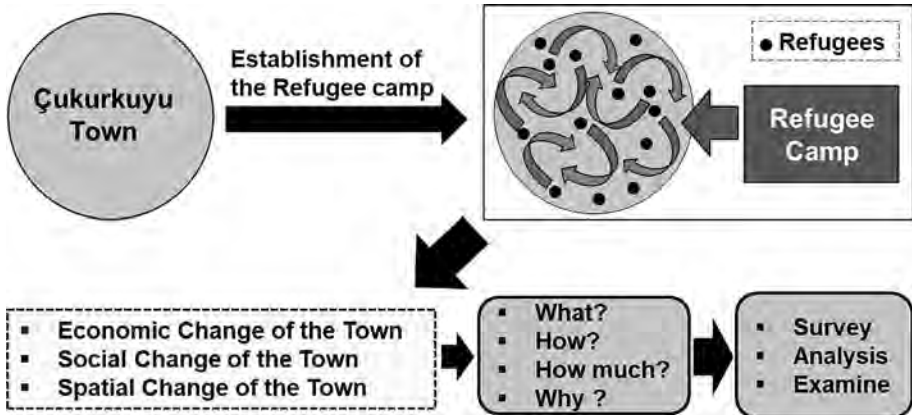 Çukurkuyu
Town
Establishment of
the Refugee camp
Refugees
Refugee
Camp
▪ Economic Change of the Town
▪ Social Change of the Town
▪ Spatial Change of the Town
▪ What?
▪ How?
▪ How much?
▪ Why ?
▪ Survey
▪ Analysis
▪ Examine